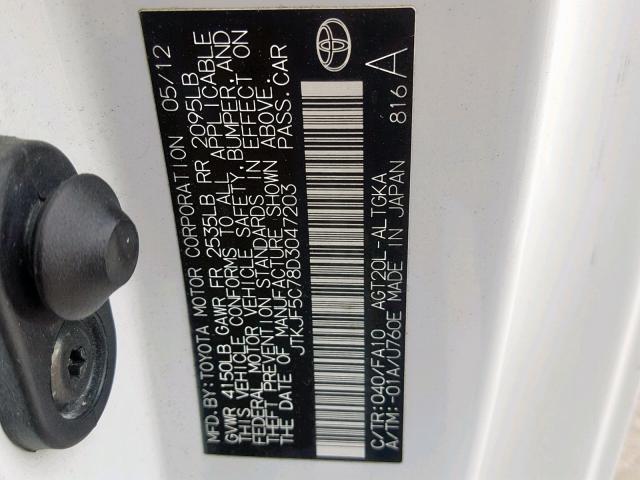 MFD.BY:TOYOTA MOTOR CORPORATION 05/12
GVWR 4150LB GAWR FR 2535LB RR 2095LB
THIS VEHICLE CONFORMS TO ALL APPLICABLE
FEDERAL MOTOR VEHICLE SAFETY, BUMPER, AND
THEFT PREVENTION STANDARDS IN EFFECT ON
THE DATE OF MANUFACTURE SHOWN ABOVE.
JTKJF5C78D3047203 PASS.CAR
C/TR:040/FA10 AGT20L-ALTGKA
A/TM:-01A/U760E MADE IN JAPAN 816A